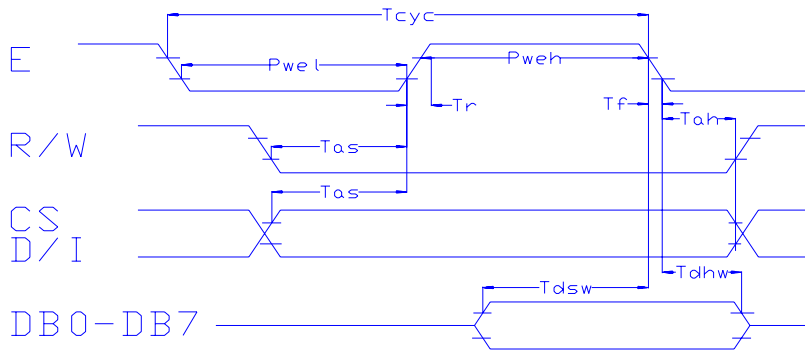 Tcyc
E
Pwel
Pweh
Tr
Tf
Tah
R/W
Tas
Tas
CS
D/I
Tdhw
Tdsw
DB0-DB7